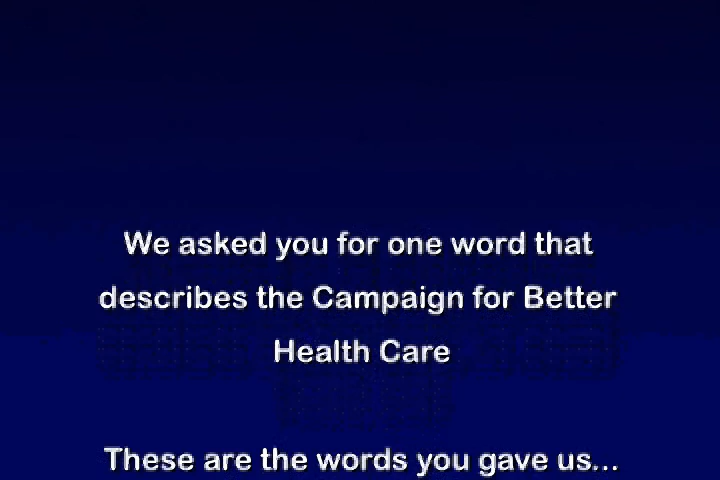 We asked you for one word that
describes the Campaign for Better
Health Care
These are the words you gave us...